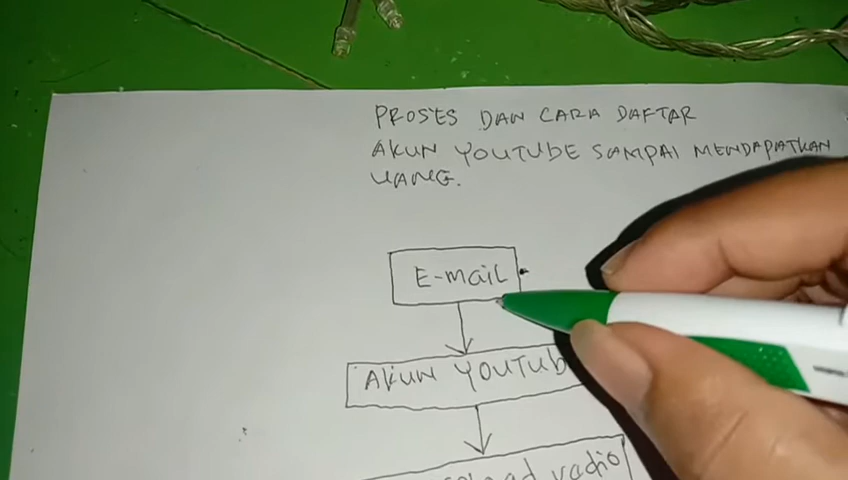 PROSES DAN CARA DAFTAR
AKUN YOUTUBE SAMPAI MENDAPATKAN
UANG.
E-mail
AKUN YOUTUb